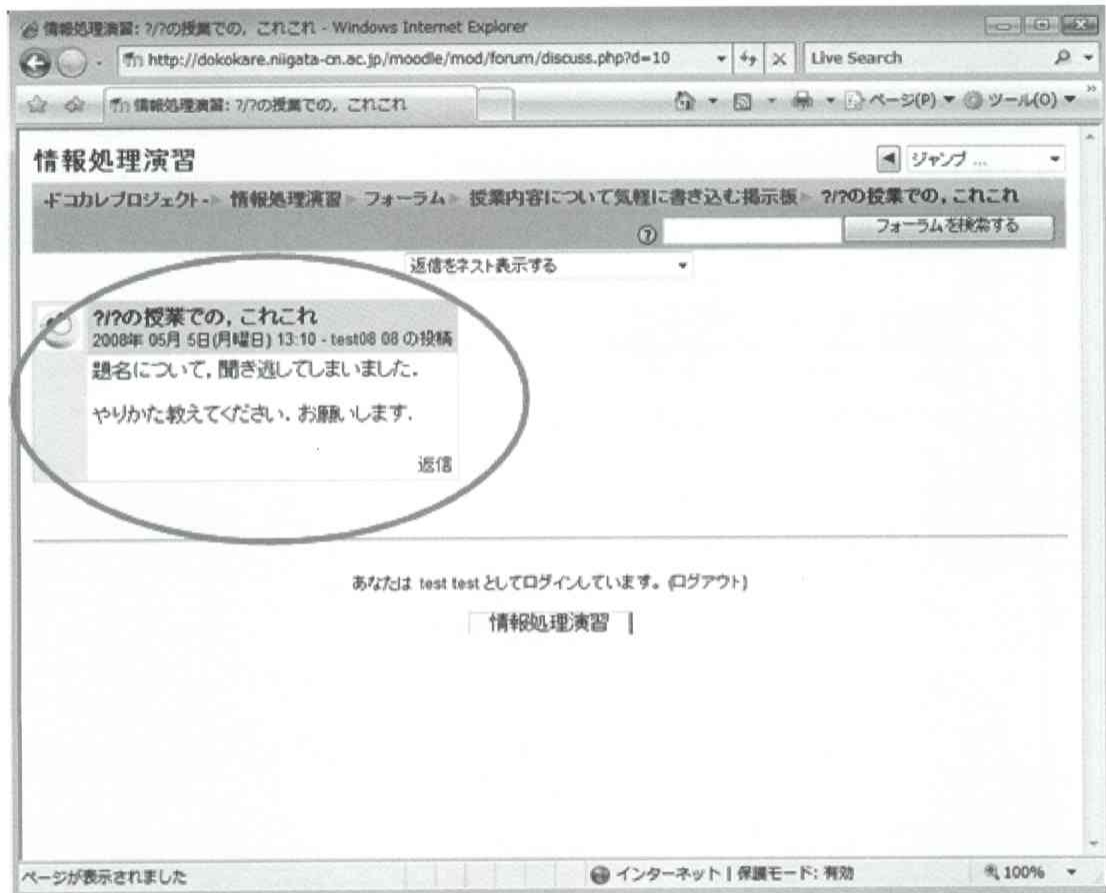 情報処理演習: ?/?の授業での，これこれ - Windows Internet Explorer
http://dokokare.niigata-cn.ac.jp/moodle/mod/forum/discuss.php?d=10
Live Search
情報処理演習: ?/?の授業での，これこれ
ページ(P)
ツール(O)
情報処理演習
ジャンプ ...
ドコカレプロジェクト
情報処理演習
フォーラム
授業内容について気軽に書き込む掲示板
?/?の授業での，これこれ
フォーラムを検索する
返信をネスト表示する
?/?の授業での，これこれ
2008年 05月 5日(月曜日) 13:10 - test08 08 の投稿
題名について，聞き逃してしまいました．
やりかた教えてください．お願いします．
返信
あなたは test test としてログインしています。(ログアウト)
情報処理演習
ページが表示されました
インターネット | 保護モード: 有効
100%